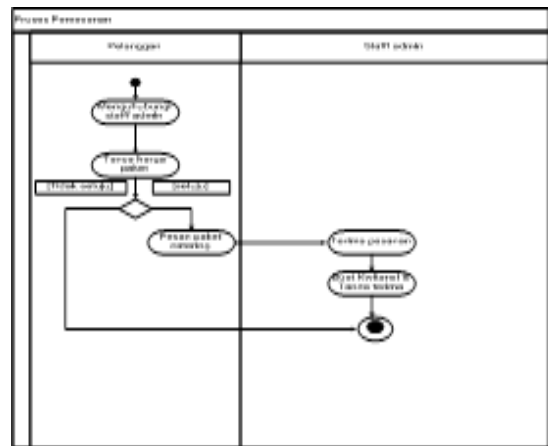 Proses Pemesanan
Pelanggan
Staff admin
Menghubungi
staff admin
Tanya harga
paket
[tidak setuju]
[setuju]
Pesan paket
catering
Terima pesanan
Buat Kwitansi &
Tanda terima